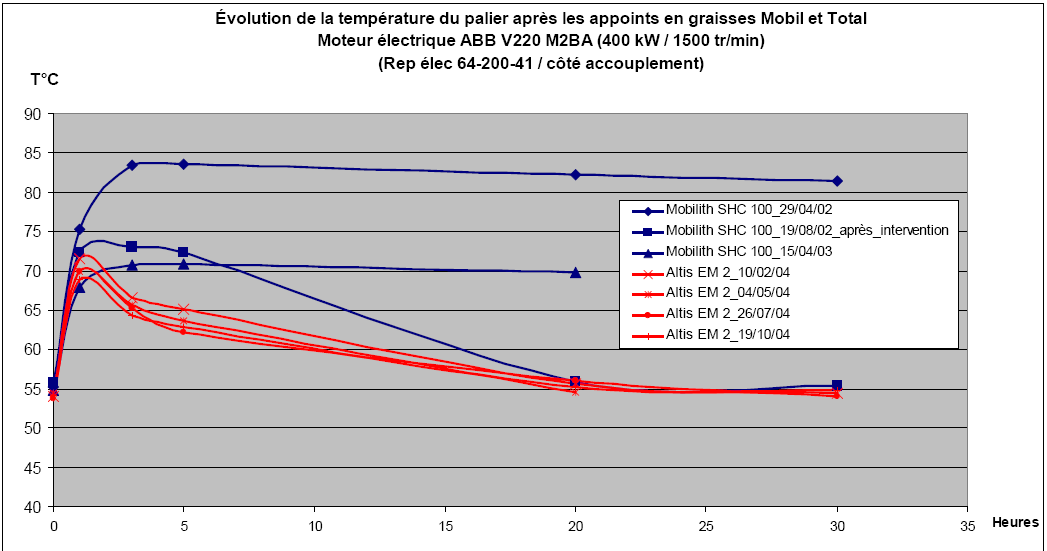 Évolution de la température du palier après les appoints en graisses Mobil et Total
Moteur électrique ABB V220 M2BA (400 kW / 1500 tr/min)
(Rep élec 64-200-41 / côté accouplement)
T°C
90
85
80
75
70
65
60
55
50
45
40
Mobilith SHC 100_29/04/02
Mobilith SHC 100_19/08/02_après_intervention
Mobilith SHC 100_15/04/03
Altis EM 2_10/02/04
Altis EM 2_04/05/04
Altis EM 2_26/07/04
Altis EM 2_19/10/04
0 5 10 15 20 25 30 35
Heures